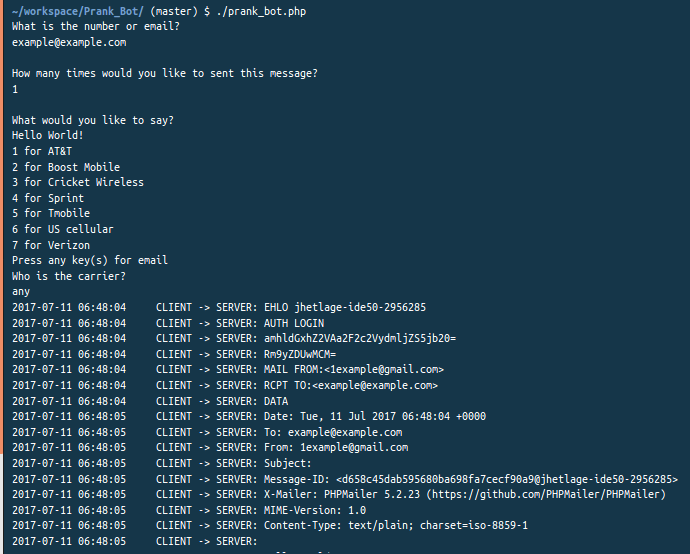 ~/workspace/Prank_Bot/ (master) $ ./prank_bot.php
What is the number or email?
example@example.com
How many times would you like to sent this message?
1
What would you like to say?
Hello World!
1 for AT&T
2 for Boost Mobile
3 for Cricket Wireless
4 for Sprint
5 for Tmobile
6 for US cellular
7 for Verizon
Press any key(s) for email
Who is the carrier?
any
2017-07-11 06:48:04 CLIENT -> SERVER: EHLO jhetlage-ide50-2956285
2017-07-11 06:48:04 CLIENT -> SERVER: AUTH LOGIN
2017-07-11 06:48:04 CLIENT -> SERVER: amhldGxhZ2VAa2F2c2VydmljZS5jb20=
2017-07-11 06:48:04 CLIENT -> SERVER: Rm9yZDUwMCM=
2017-07-11 06:48:04 CLIENT -> SERVER: MAIL FROM:<1example@gmail.com>
2017-07-11 06:48:04 CLIENT -> SERVER: RCPT TO:<example@example.com>
2017-07-11 06:48:04 CLIENT -> SERVER: DATA
2017-07-11 06:48:05 CLIENT -> SERVER: Date: Tue, 11 Jul 2017 06:48:04 +0000
2017-07-11 06:48:05 CLIENT -> SERVER: To: example@example.com
2017-07-11 06:48:05 CLIENT -> SERVER: From: 1example@gmail.com
2017-07-11 06:48:05 CLIENT -> SERVER: Subject:
2017-07-11 06:48:05 CLIENT -> SERVER: Message-ID: <d658c45dab595680ba698fa7cecf90a9@jhetlage-ide50-2956285>
2017-07-11 06:48:05 CLIENT -> SERVER: X-Mailer: PHPMailer 5.2.23 (https://github.com/PHPMailer/PHPMailer)
2017-07-11 06:48:05 CLIENT -> SERVER: MIME-Version: 1.0
2017-07-11 06:48:05 CLIENT -> SERVER: Content-Type: text/plain; charset=iso-8859-1
2017-07-11 06:48:05 CLIENT -> SERVER: